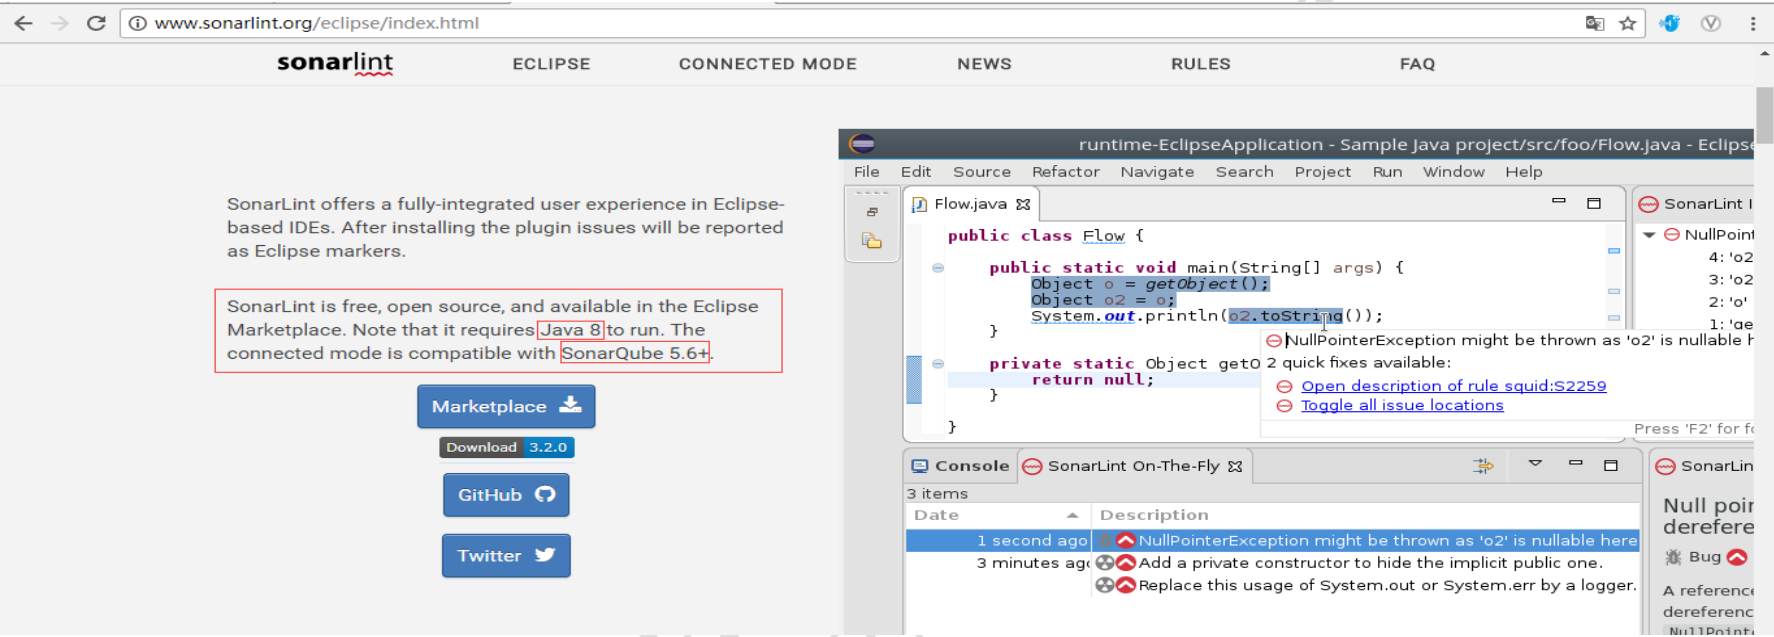 www.sonarlint.org/eclipse/index.html
sonarlint ECLIPSE CONNECTED MODE NEWS RULES FAQ
SonarLint offers a fully-integrated user experience in Eclipse-
based IDEs. After installing the plugin issues will be reported
as Eclipse markers.
SonarLint is free, open source, and available in the Eclipse
Marketplace. Note that it requires Java 8 to run. The
connected mode is compatible with SonarQube 5.6+.
Marketplace
Download 3.2.0
GitHub
Twitter
runtime-EclipseApplication - Sample Java project/src/foo/Flow.java - Eclipse
File Edit Source Refactor Navigate Search Project Run Window Help
Flow.java
public class Flow {
public static void main(String[] args) {
Object o = getObject();
Object o2 = o;
System.out.println(o2.toString());
}
private static Object getO
return null;
}
}
NullPointerException might be thrown as 'o2' is nullable h
2 quick fixes available:
Open description of rule squid:S2259
Toggle all issue locations
Press 'F2' for fo
SonarLint I
NullPoint
4: 'o2
3: 'o2
2: 'o'
1: 'ge
Console SonarLint On-The-Fly
3 items
Date Description
1 second ago NullPointerException might be thrown as 'o2' is nullable here
3 minutes ago Add a private constructor to hide the implicit public one.
Replace this usage of System.out or System.err by a logger.
SonarLin
Null poin
derefere
Bug
A reference
dereferenc
NullPointe